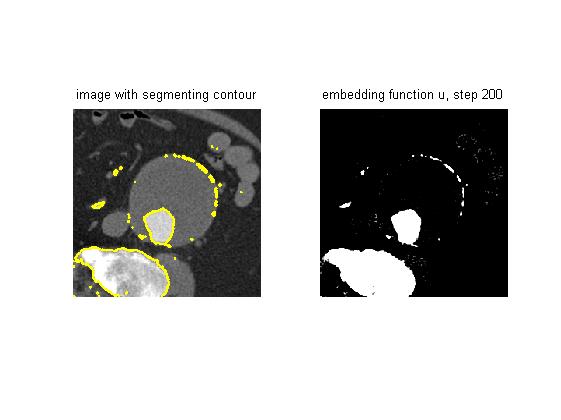 image with segmenting contour
embedding function u, step 200